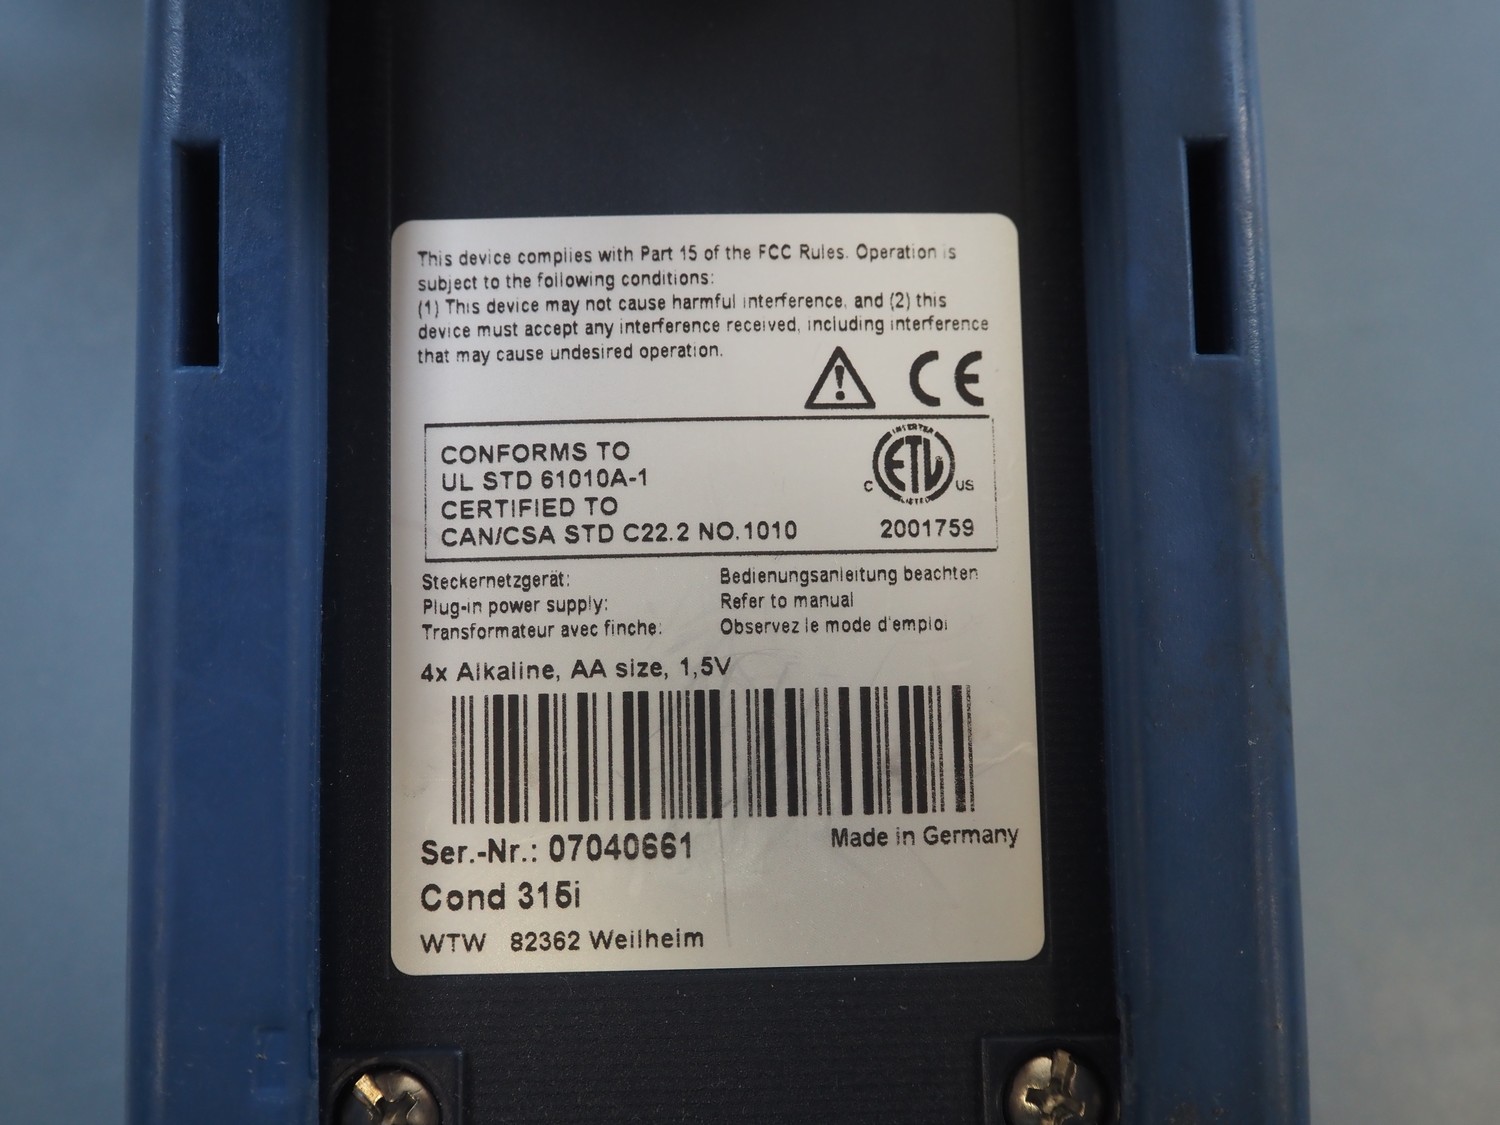 This device complies with Part 15 of the FCC Rules. Operation is
subject to the following conditions:
(1) This device may not cause harmful interference, and (2) this
device must accept any interference received, including interference
that may cause undesired operation.
CE
CONFORMS TO
UL STD 61010A-1
CERTIFIED TO
CAN/CSA STD C22.2 NO.1010
INTERTEK
ETL
LISTED
C US
2001759
Steckernetzgerät: Bedienungsanleitung beachten
Plug-in power supply: Refer to manual
Transformateur avec finche: Observez le mode d'emploi
4x Alkaline, AA size, 1,5V
Ser.-Nr.: 07040661 Made in Germany
Cond 315i
WTW 82362 Weilheim